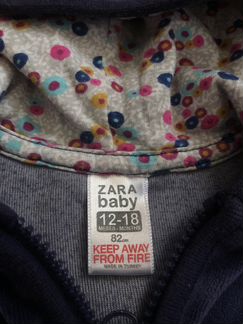 ZARA
baby
12-18
MESES - MONTHS
82cm
KEEP AWAY
FROM FIRE
MADE IN TURKEY